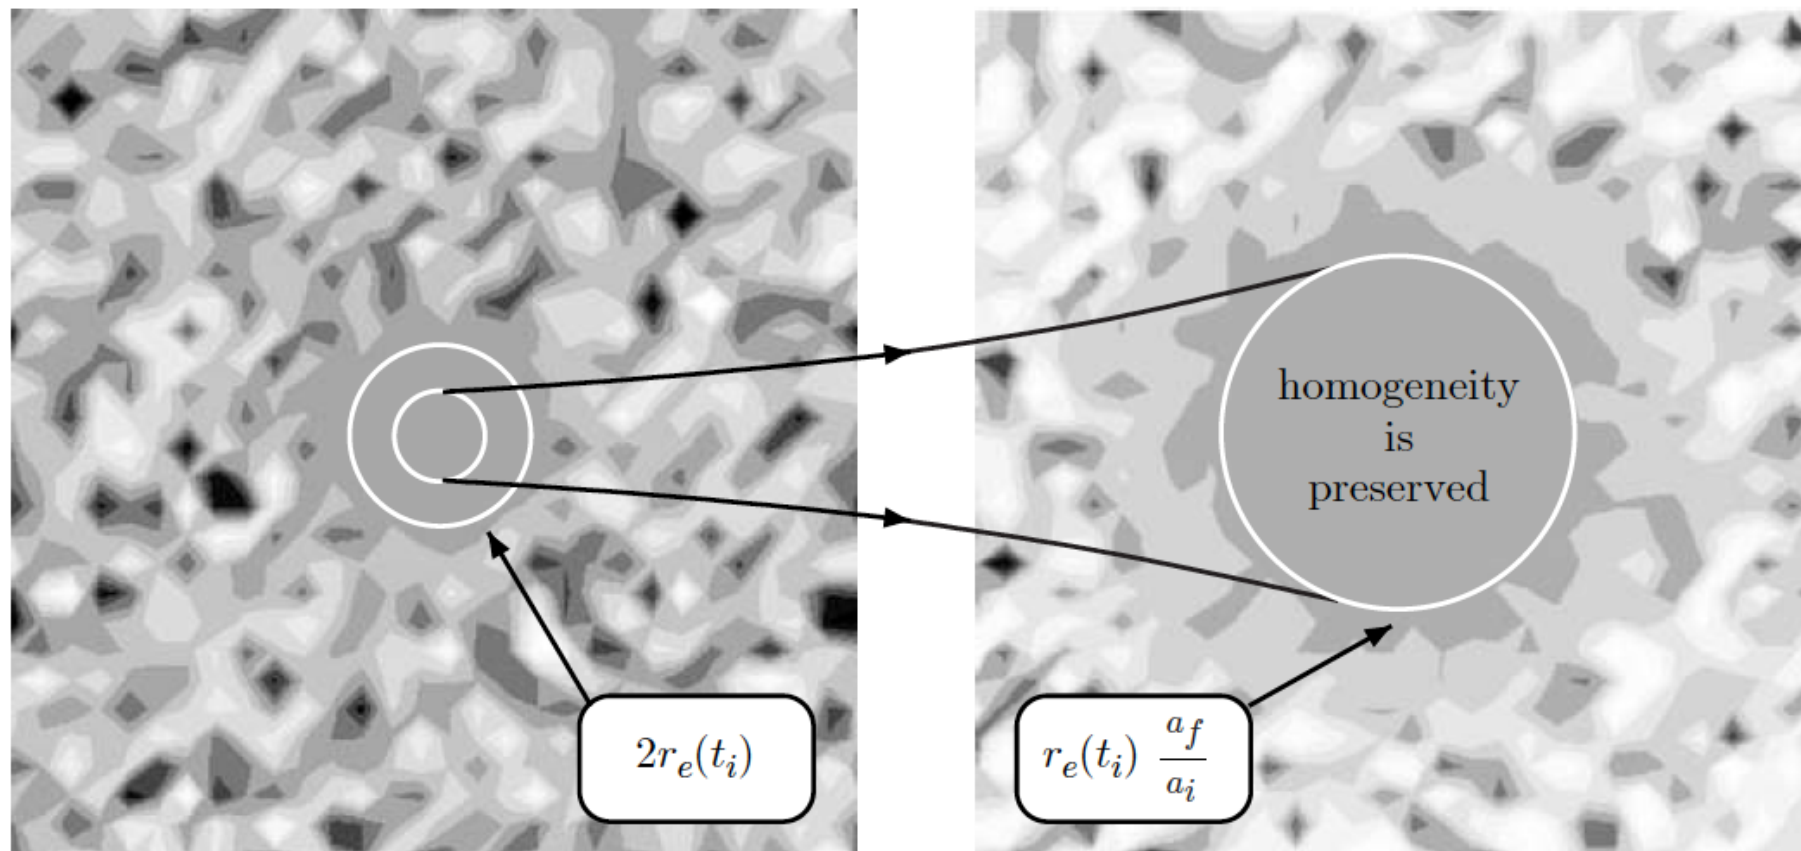 homogeneity
is
preserved
2r_e(t_i)
r_e(t_i) a_f/a_i